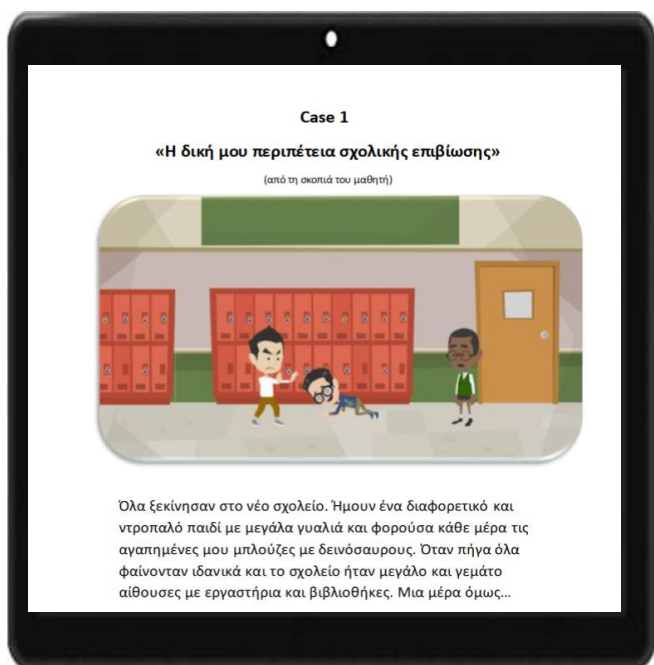 Case 1
«Η δική μου περιπέτεια σχολικής επιβίωσης»
(από τη σκοπιά του μαθητή)
Όλα ξεκίνησαν στο νέο σχολείο. Ήμουν ένα διαφορετικό και
ντροπαλό παιδί με μεγάλα γυαλιά και φορούσα κάθε μέρα τις
αγαπημένες μου μπλούζες με δεινόσαυρους. Όταν πήγα όλα
φαίνονταν ιδανικά και το σχολείο ήταν μεγάλο και γεμάτο
αίθουσες με εργαστήρια και βιβλιοθήκες. Μια μέρα όμως...